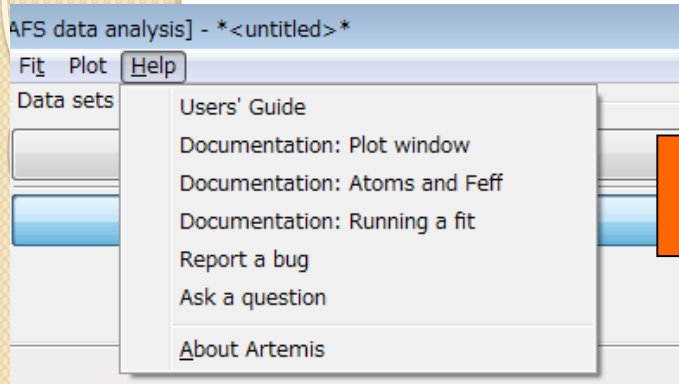 AFS data analysis] - *<untitled>*
Fit Plot Help
Data sets
Users' Guide
Documentation: Plot window
Documentation: Atoms and Feff
Documentation: Running a fit
Report a bug
Ask a question
About Artemis